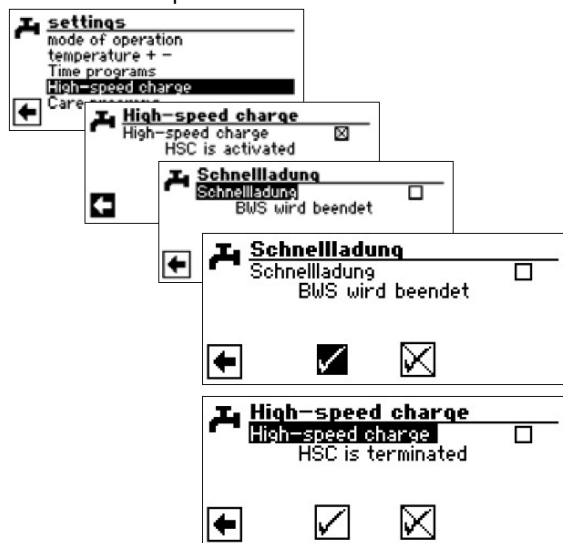 settings
mode of operation
temperature + -
Time programs
High-speed charge
High-speed charge
High-speed charge
HSC is activated
Schnellladung
Schnellladung
BWS wird beendet
Schnellladung
Schnellladung
BWS wird beendet
High-speed charge
High-speed charge
HSC is terminated